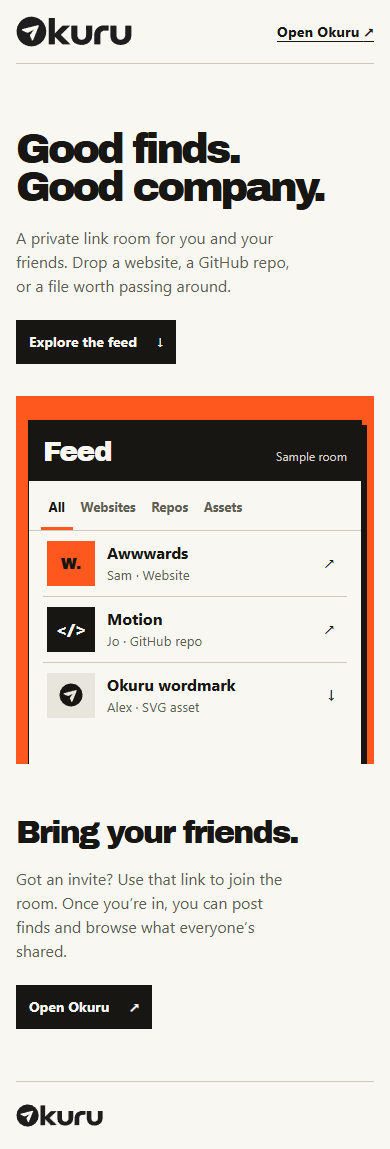 Okuru
Open Okuru ↗
Good finds.
Good company.
A private link room for you and your
friends. Drop a website, a GitHub repo,
or a file worth passing around.
Explore the feed ↓
Feed
Sample room
All Websites Repos Assets
W.
Awwwards
Sam · Website
↗
</>
Motion
Jo · GitHub repo
↗
Okuru wordmark
Alex · SVG asset
↓
Bring your friends.
Got an invite? Use that link to join the
room. Once you’re in, you can post
finds and browse what everyone’s
shared.
Open Okuru ↗
Okuru